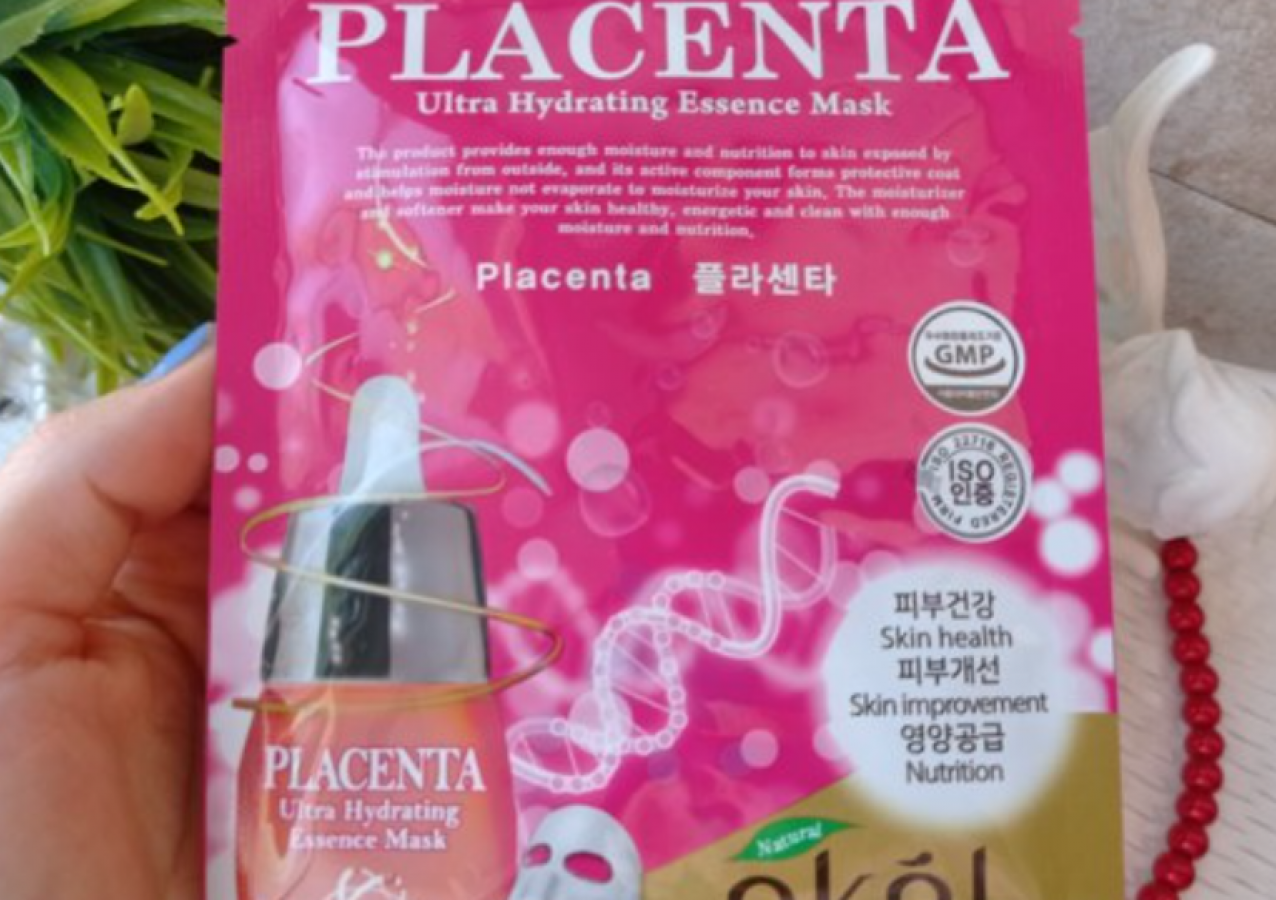 PLACENTA
Ultra Hydrating Essence Mask
The product provides enough moisture and nutrition to skin exposed by
stimulation from outside, and its active component forms protective coat
and helps moisture not evaporate to moisturize your skin. The moisturizer
and softener make your skin healthy, energetic and clean with enough
moisture and nutrition.
Placenta 플라센타
GMP
ISO 22716 REGISTERED FIRM
ISO
인증
피부건강
Skin health
피부개선
Skin improvement
영양공급
Nutrition
PLACENTA
Ultra Hydrating
Essence Mask
Natural